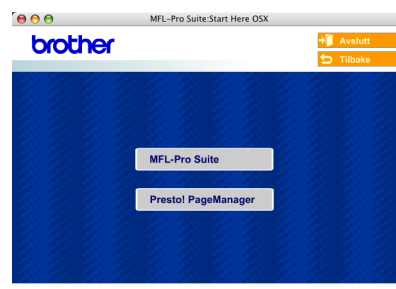 MFL-Pro Suite:Start Here OSX
brother
Avslutt
Tilbake
MFL-Pro Suite
Presto! PageManager